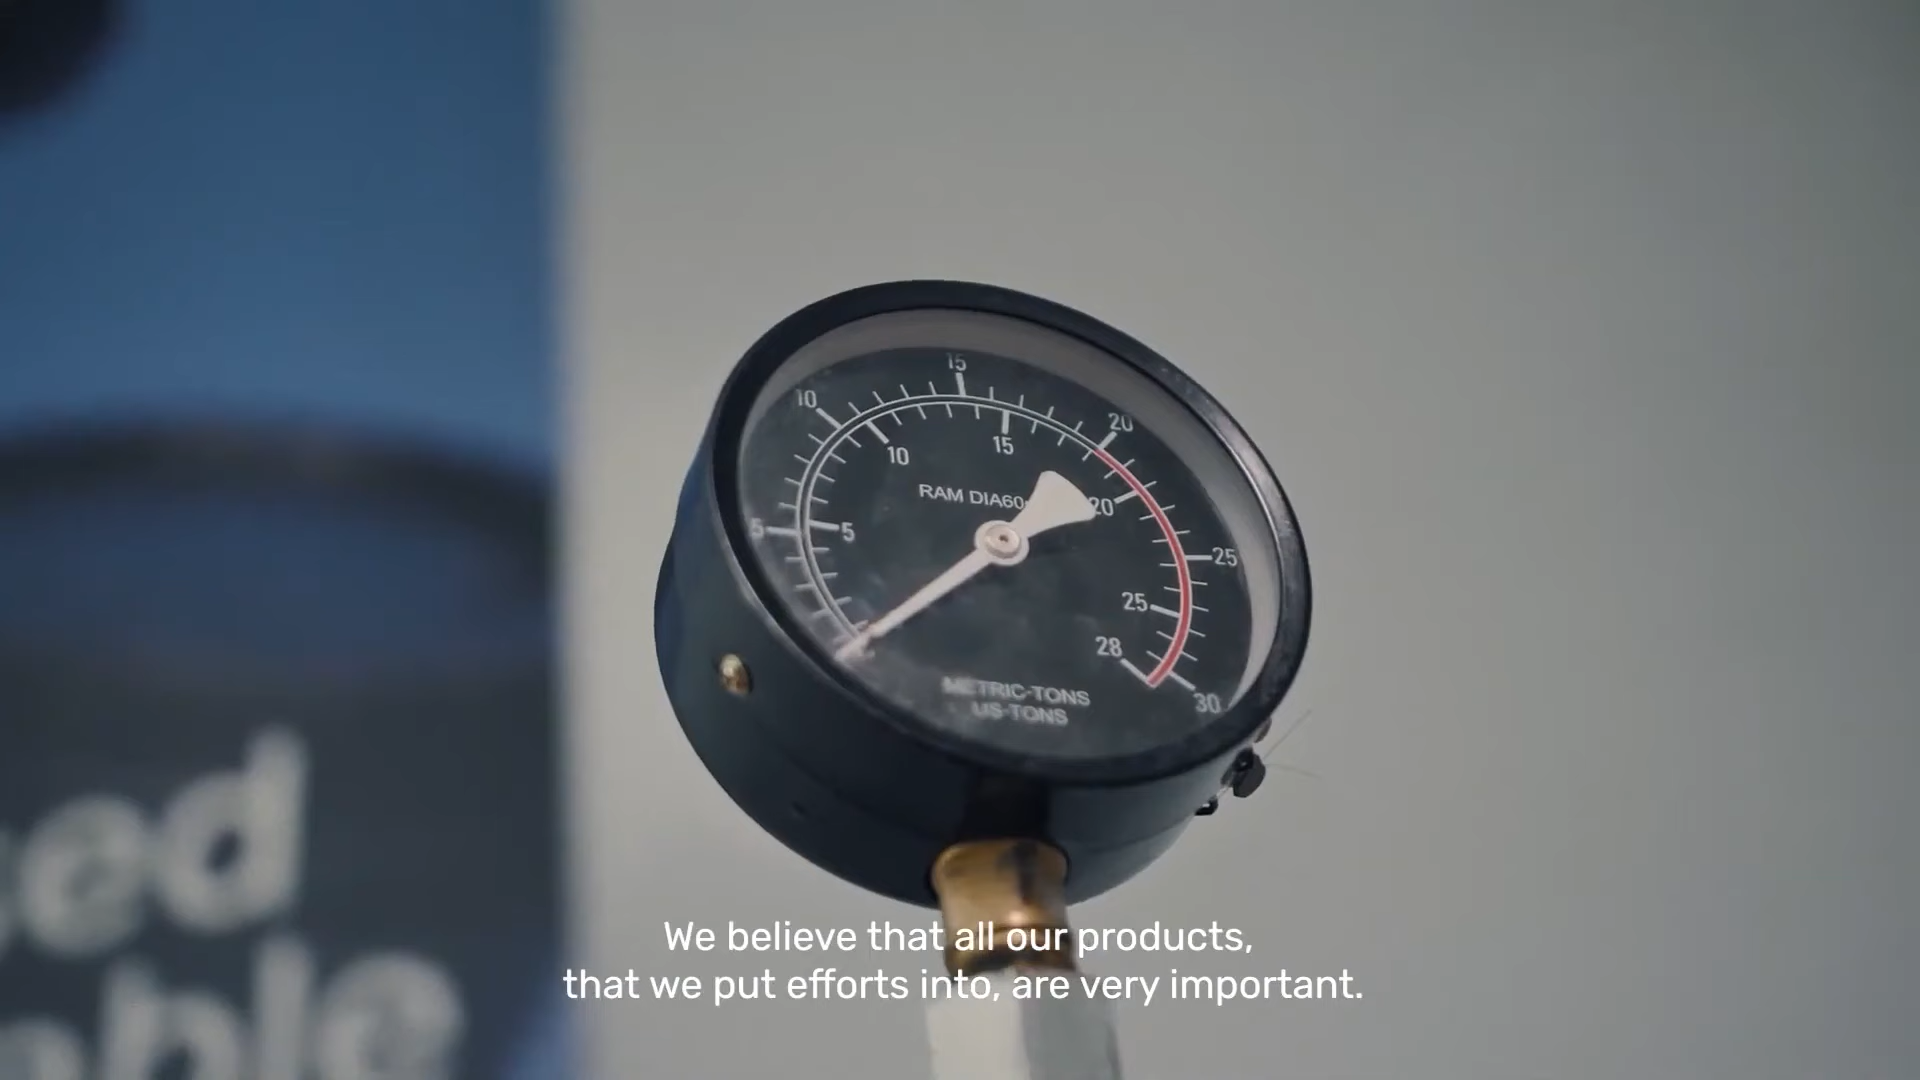 15
10
20
15
10
RAM DIA60
20
5
5
25
25
28
METRIC-TONS
30
US-TONS
We believe that all our products,
that we put efforts into, are very important.